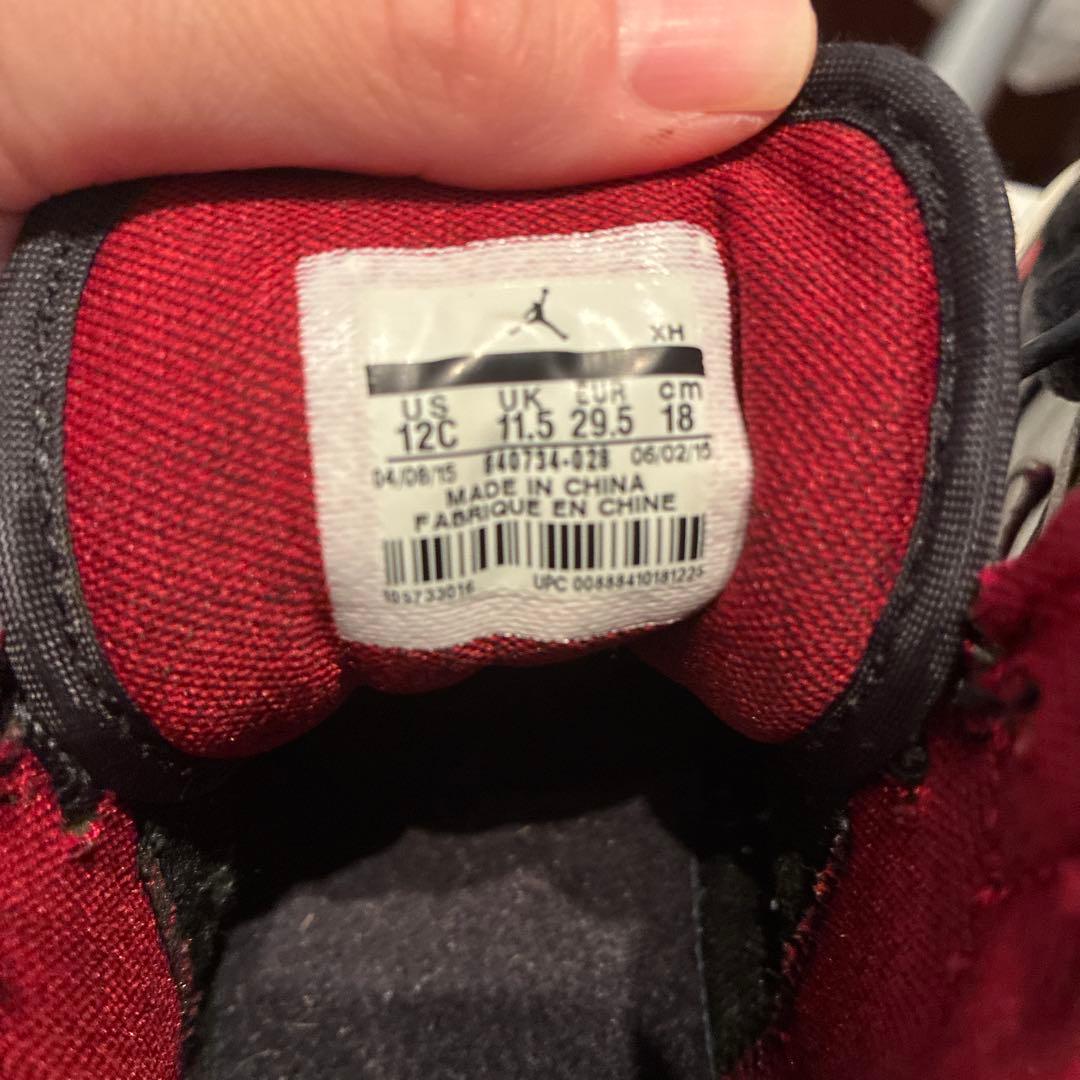 XH
US UK EUR cm
12C 11.5 29.5 18
04/08/15 640734-028 06/02/15
MADE IN CHINA
FABRIQUE EN CHINE
UPC 00888410181225